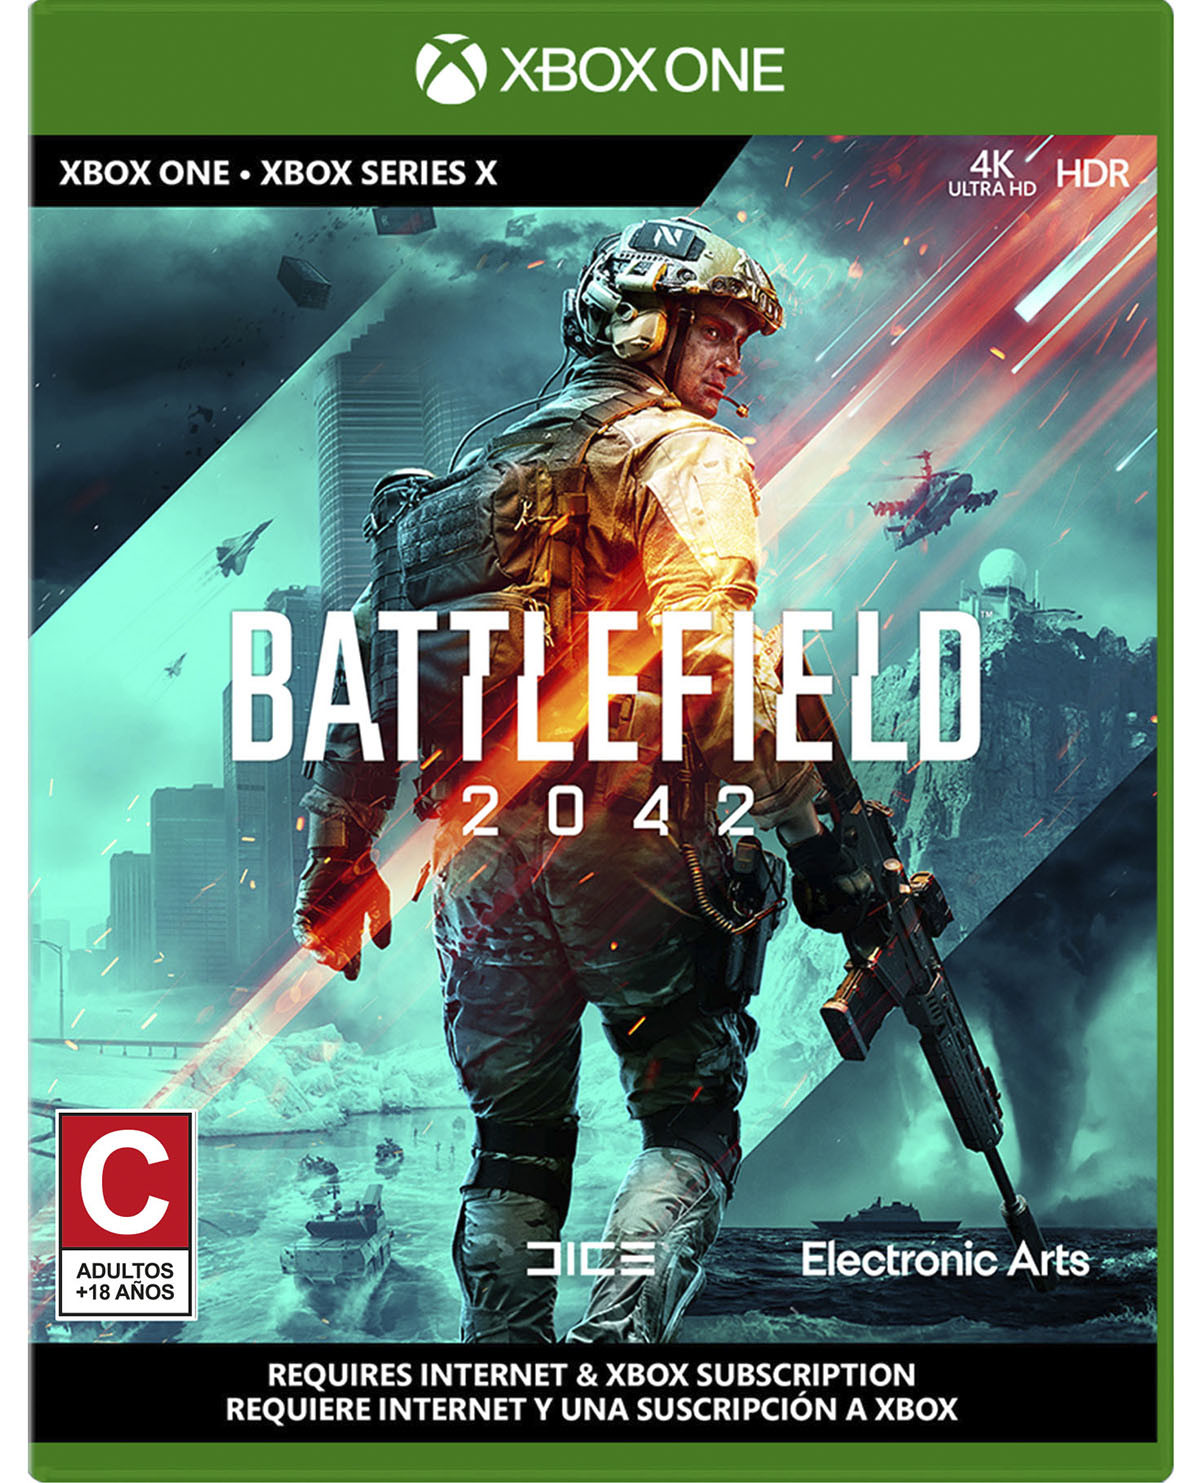 XBOX ONE
XBOX ONE • XBOX SERIES X
4K
ULTRA HD
HDR
N
BATTLEFIELD™
2042
C
ADULTOS
+18 AÑOS
DICE
Electronic Arts
REQUIRES INTERNET & XBOX SUBSCRIPTION
REQUIERE INTERNET Y UNA SUSCRIPCIÓN A XBOX